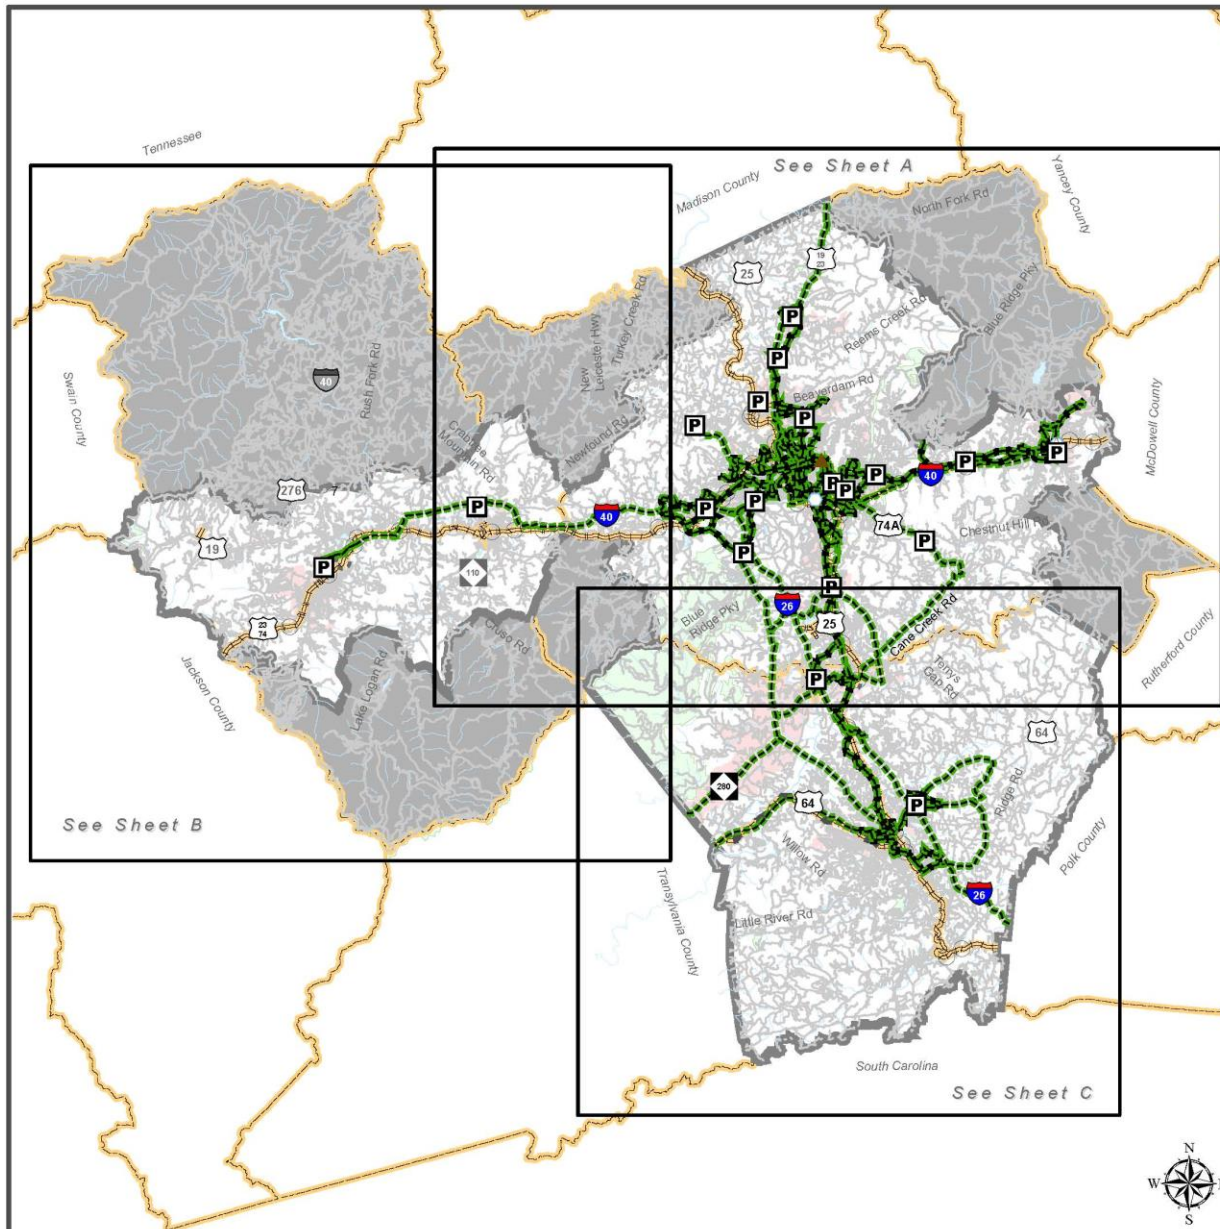 Tennessee
See Sheet A
Madison County
Yancey County
North Fork Rd
25
19
23
Blue Ridge Pky
New
Leicester Hwy
Turkey Creek Rd
P
Reems Creek Rd
P
Rush Fork Rd
40
Swain County
Beaverdam Rd
P
P
P
McDowell County
Crabtree
Mountain Rd
Newfound Rd
P
P
P
40
276
7
P
P
P
P
P
40
74A
Chestnut Hill
19
P
P
P
110
P
26
Blue
Ridge Pky
25
Cane Creek Rd
23
74
Jackson County
Lake Logan Rd
Cruso Rd
Terrys
Gap Rd
Rutherford County
P
64
280
64
P
Ridge Rd
See Sheet B
Willow Rd
Polk County
Transylvania County
26
Little River Rd
South Carolina
See Sheet C
N
W
S